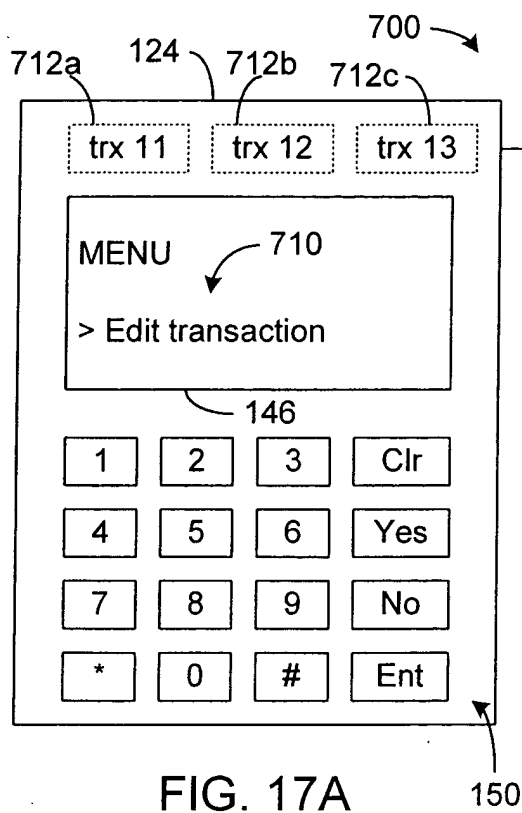 700
712a 124 712b 712c
trx 11 trx 12 trx 13
MENU 710
> Edit transaction
146
1 2 3 Clr
4 5 6 Yes
7 8 9 No
* 0 # Ent
FIG. 17A 150